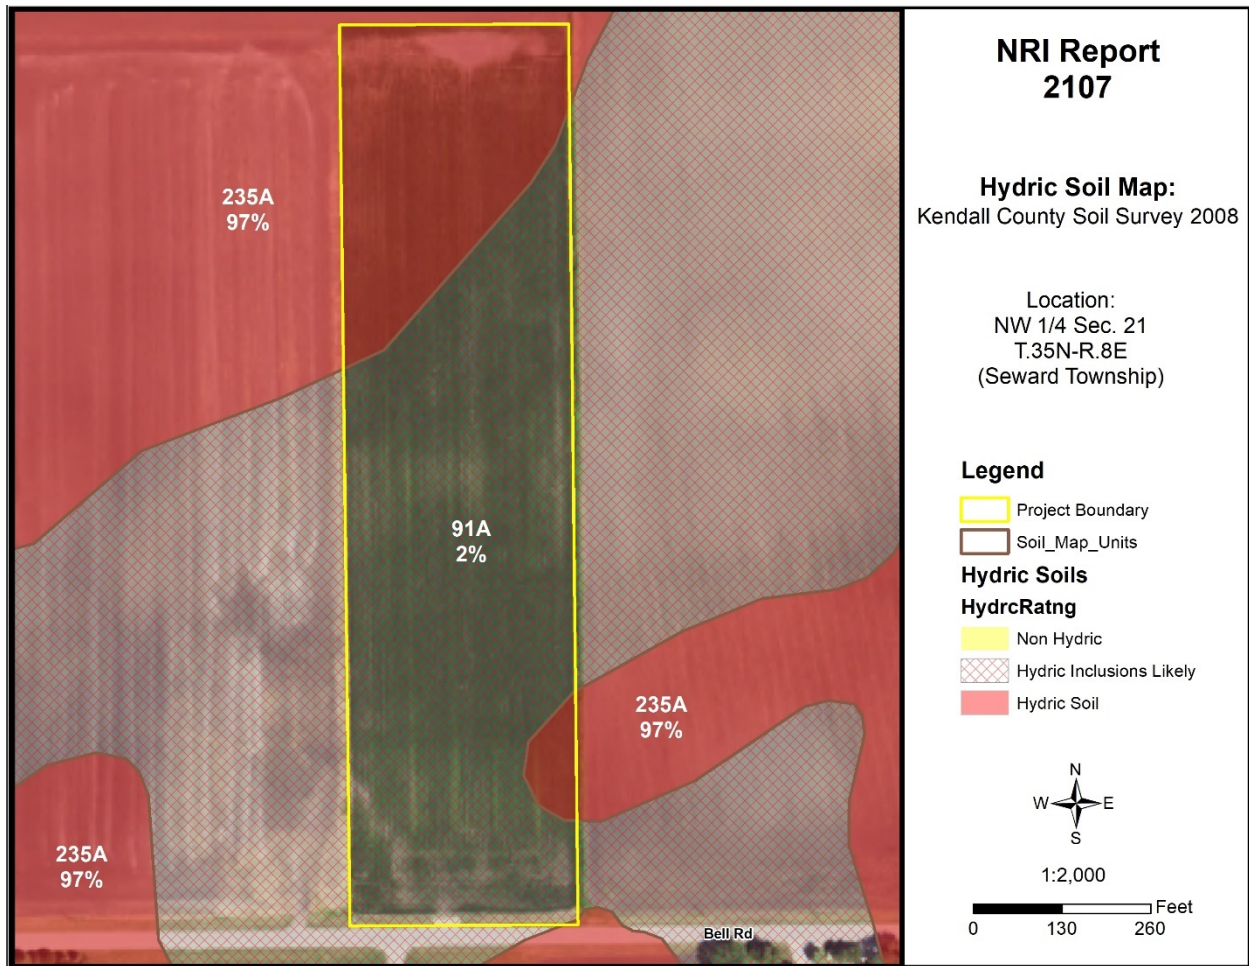 235A
97%
91A
2%
235A
97%
235A
97%
Bell Rd
NRI Report
2107
Hydric Soil Map:
Kendall County Soil Survey 2008
Location:
NW 1/4 Sec. 21
T.35N-R.8E
(Seward Township)
Legend
Project Boundary
Soil_Map_Units
Hydric Soils
HydrcRatng
Non Hydric
Hydric Inclusions Likely
Hydric Soil
N
W E
S
1:2,000
Feet
0 130 260